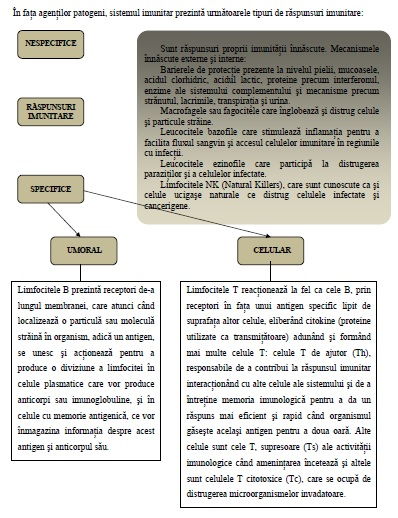 În fața agenților patogeni, sistemul imunitar prezintă următoarele tipuri de răspunsuri imunitare:
NESPECIFICE
Sunt răspunsuri proprii imunității înnăscute. Mecanismele
înnăscute externe și interne:
Barierele de protecție prezente la nivelul pielii, mucoasele,
acidul clorhidric, acidul lactic, proteine precum interferonul,
enzime ale sistemului complementului și mecanisme precum
strănutul, lacrimile, transpirația și urina.
Macrofagele sau fagocitele care înglobează și distrug celule
și particule străine.
Leucocitele bazofile care stimulează inflamația pentru a
facilita fluxul sangvin și accesul celulelor imunitare în regiunile
cu infecții.
Leucocitele ezinofile care participă la distrugerea
paraziților și a celulelor infectate.
Limfocitele NK (Natural Killers), care sunt cunoscute ca și
celule ucigașe naturale ce distrug celulele infectate și
cancerigene.
RĂSPUNSURI
IMUNITARE
SPECIFICE
UMORAL
CELULAR
Limfocitele B prezintă receptori de-a
lungul membranei, care atunci când
localizează o particulă sau moleculă
străină în organism, adică un antigen,
se unesc și acționează pentru a
produce o diviziune a limfocitei în
celule plasmatice care vor produce
anticorpi sau imunoglobuline, și în
celule cu memorie antigenică, ce vor
înmagazina informația despre acest
antigen și anticorpul său.
Limfocitele T reacționează la fel ca cele B, prin
receptori în fața unui antigen specific lipit de
suprafața altor celule, eliberând citokine (proteine
utilizate ca transmițătoare) adunând și formând
mai multe celule T: celule T de ajutor (Th),
responsabile de a contribui la răspunsul imunitar
interacționând cu alte celule ale sistemului și de a
întreține memoria imunologică pentru a da un
răspuns mai eficient și rapid când organismul
găsește același antigen pentru a doua oară. Alte
celule sunt cele T, supresoare (Ts) ale activității
imunologice când amenințarea încetează și altele
sunt celulele T citotoxice (Tc), care se ocupă de
distrugerea microorganismelor invadatoare.